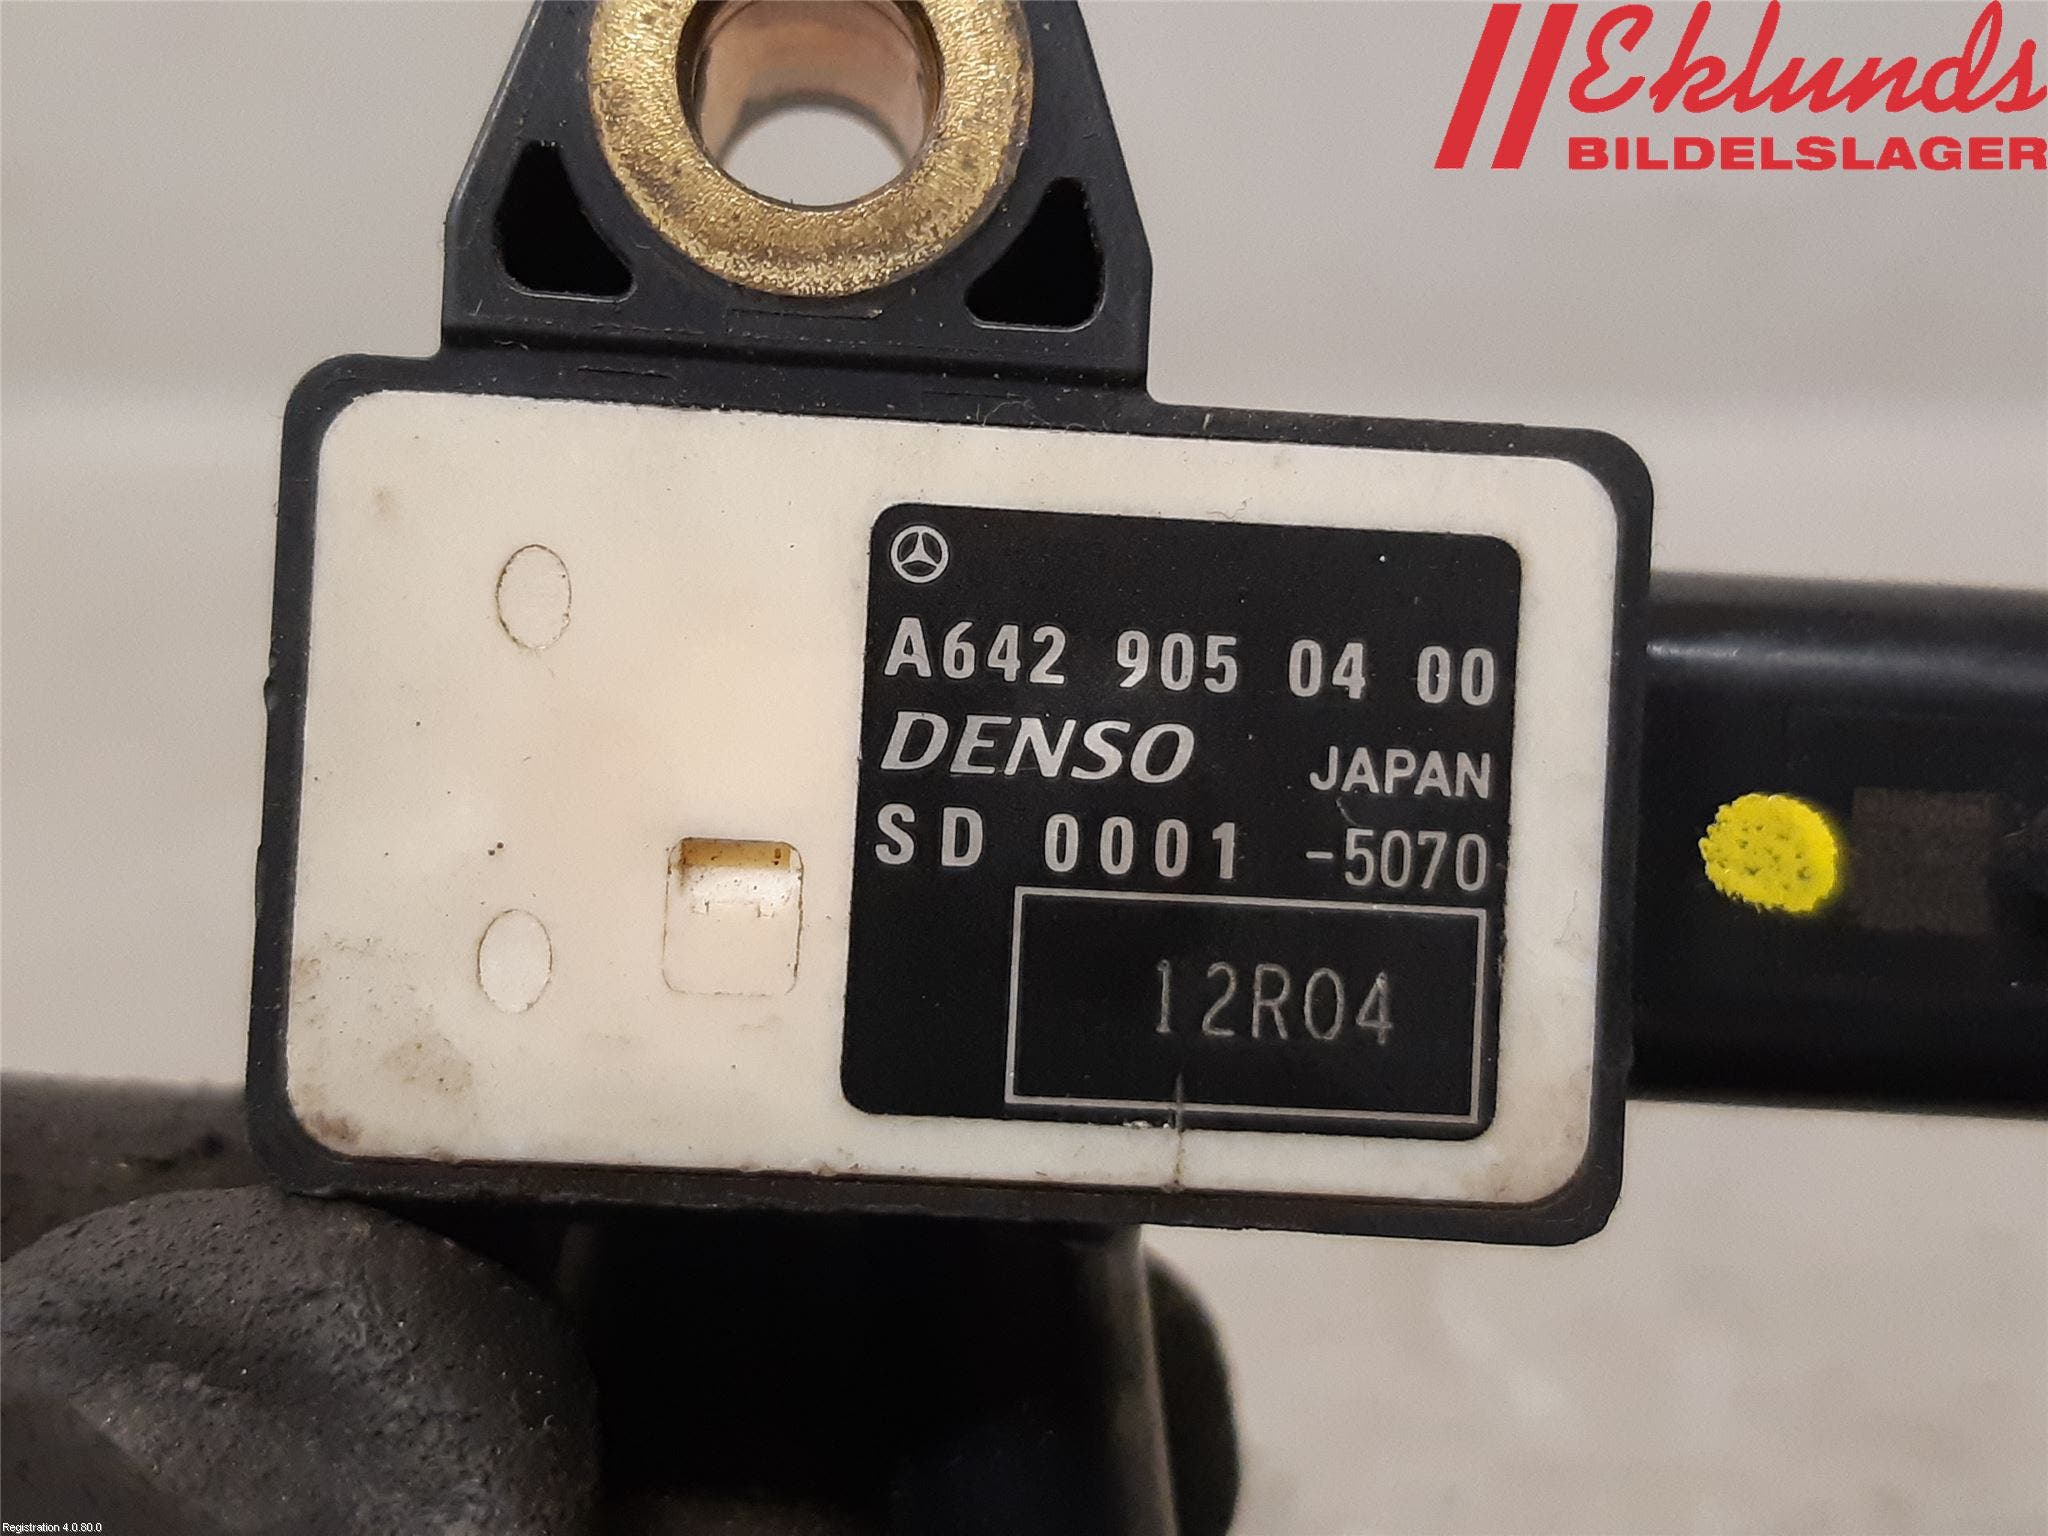 Eklunds
BILDELSLAGER
A642 905 04 00
DENSO JAPAN
SD 0001 -5070
12R04
Registration 4.0.80.0